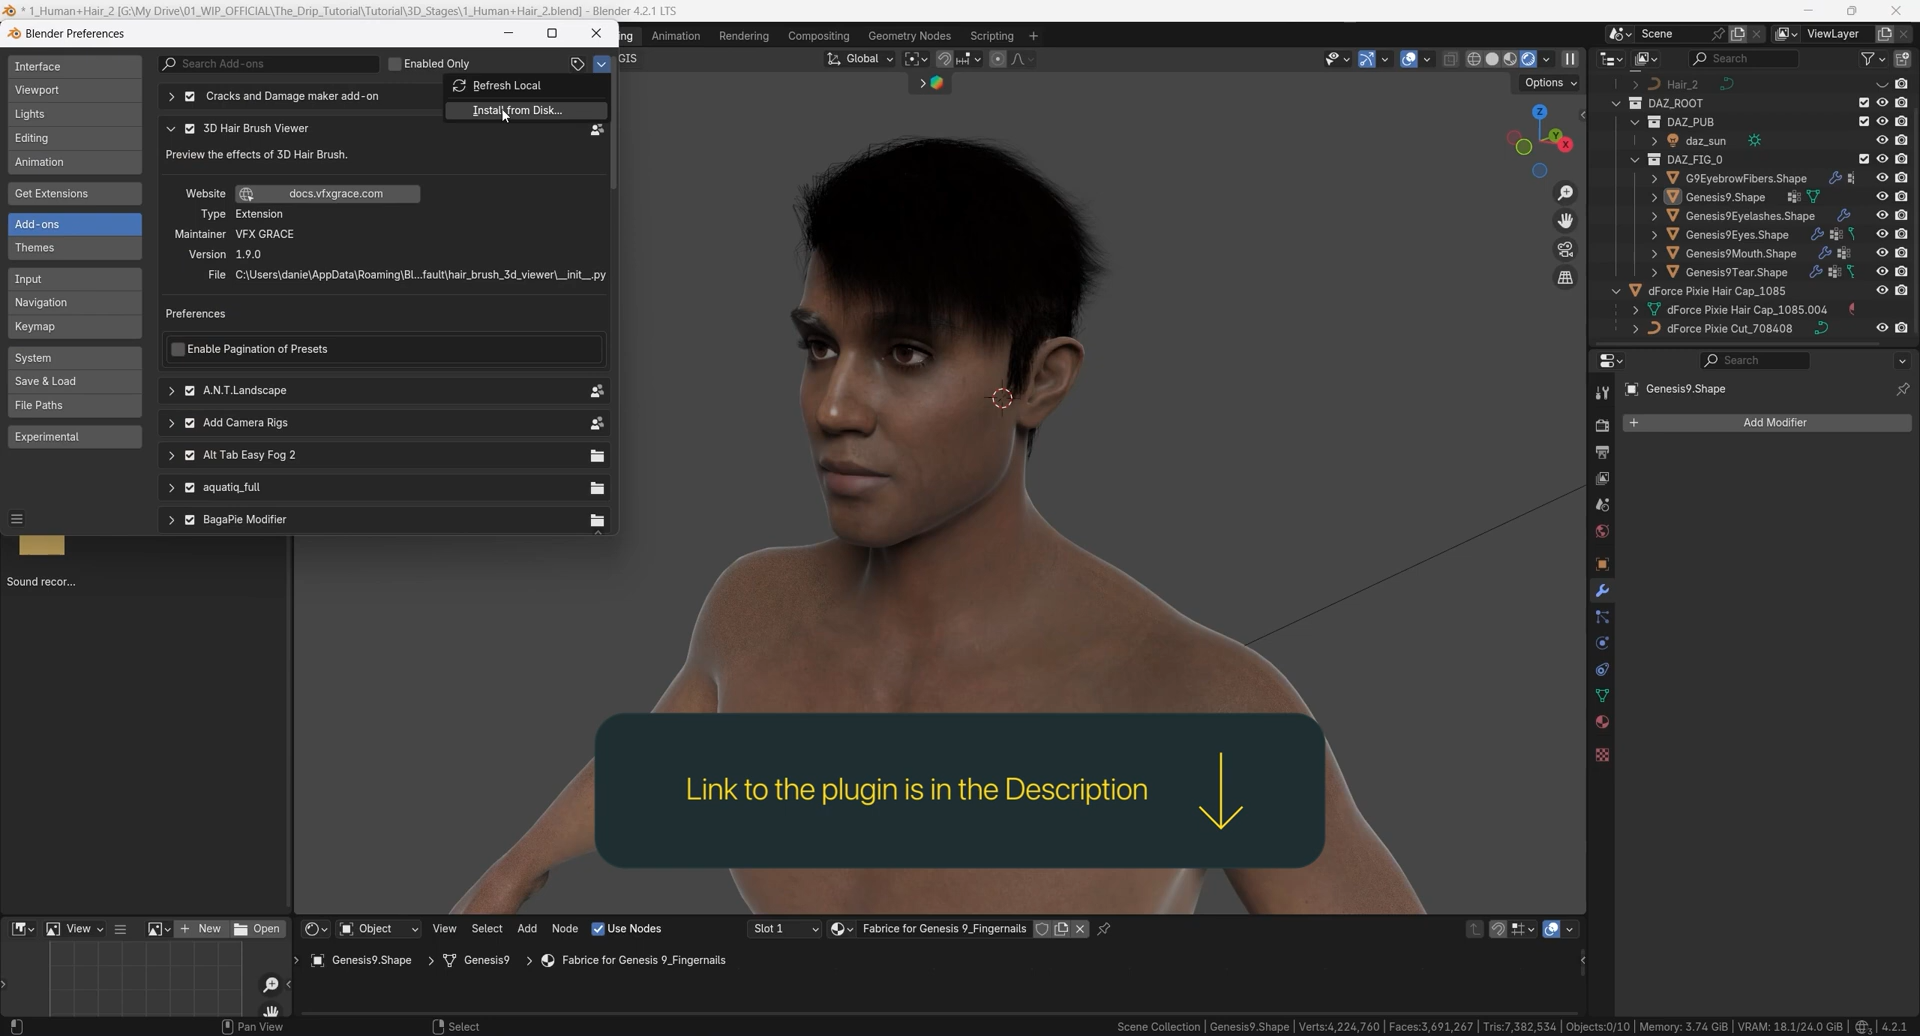 * 1_Human+Hair_2 [G:\My Drive\01_WIP_OFFICIAL\The_Drip_Tutorial\Tutorial\3D_Stages\1_Human+Hair_2.blend] - Blender 4.2.1 LTS
Blender Preferences
Animation
Rendering
Compositing
Geometry Nodes
Scripting
+
Scene
ViewLayer
Interface
Viewport
Lights
Editing
Animation
Get Extensions
Add-ons
Themes
Input
Navigation
Keymap
System
Save & Load
File Paths
Experimental
Search Add-ons
Enabled Only
Refresh Local
Install from Disk...
Cracks and Damage maker add-on
3D Hair Brush Viewer
Preview the effects of 3D Hair Brush.
Website docs.vfxgrace.com
Type Extension
Maintainer VFX GRACE
Version 1.9.0
File C:\Users\danie\AppData\Roaming\Bl...fault\hair_brush_3d_viewer\__init__.py
Preferences
Enable Pagination of Presets
A.N.T.Landscape
Add Camera Rigs
Alt Tab Easy Fog 2
aquatiq_full
BagaPie Modifier
Sound recor...
GIS
Global
Options
Z
Y
X
Search
Hair_2
DAZ_ROOT
DAZ_PUB
daz_sun
DAZ_FIG_0
G9EyebrowFibers.Shape
Genesis9.Shape
Genesis9Eyelashes.Shape
Genesis9Eyes.Shape
Genesis9Mouth.Shape
Genesis9Tear.Shape
dForce Pixie Hair Cap_1085
dForce Pixie Hair Cap_1085.004
dForce Pixie Cut_708408
Search
Genesis9.Shape
+ Add Modifier
Link to the plugin is in the Description
View
+ New
Open
Object
View
Select
Add
Node
Use Nodes
Slot 1
Fabrice for Genesis 9_Fingernails
Genesis9.Shape > Genesis9 > Fabrice for Genesis 9_Fingernails
Pan View
Select
Scene Collection | Genesis9.Shape | Verts:4,224,760 | Faces:3,691,267 | Tris:7,382,534 | Objects:0/10 | Memory: 3.74 GiB | VRAM: 18.1/24.0 GiB | 4.2.1